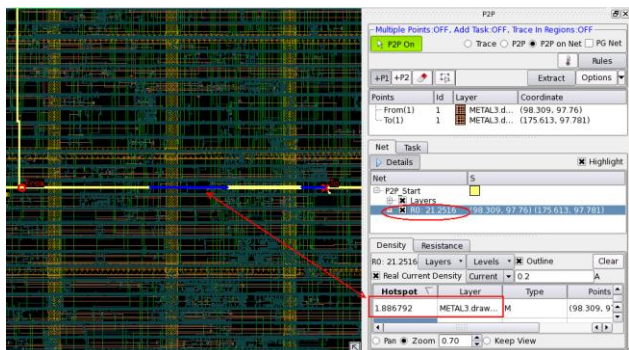 P2P
Multiple Points:OFF, Add Task:OFF, Trace In Regions:OFF
P2P On Trace P2P P2P on Net PG Net
Rules
+P1 +P2 Extract Options
Points Id Layer Coordinate
From(1) 1 METAL3.d... (98.309, 97.76)
To(1) 1 METAL3.d... (175.613, 97.781)
Net Task
Details Highlight
Net S
P2P_Start
Layers
R0: 21.2516 (98.309, 97.76) (175.613, 97.781)
Density Resistance
R0: 21.2516 Layers Levels Outline Clear
Real Current Density Current 0.2 A
Hotspot Layer Type Points
1.886792 METAL3.draw... M (98.309, 9
Pan Zoom 0.70 Keep View